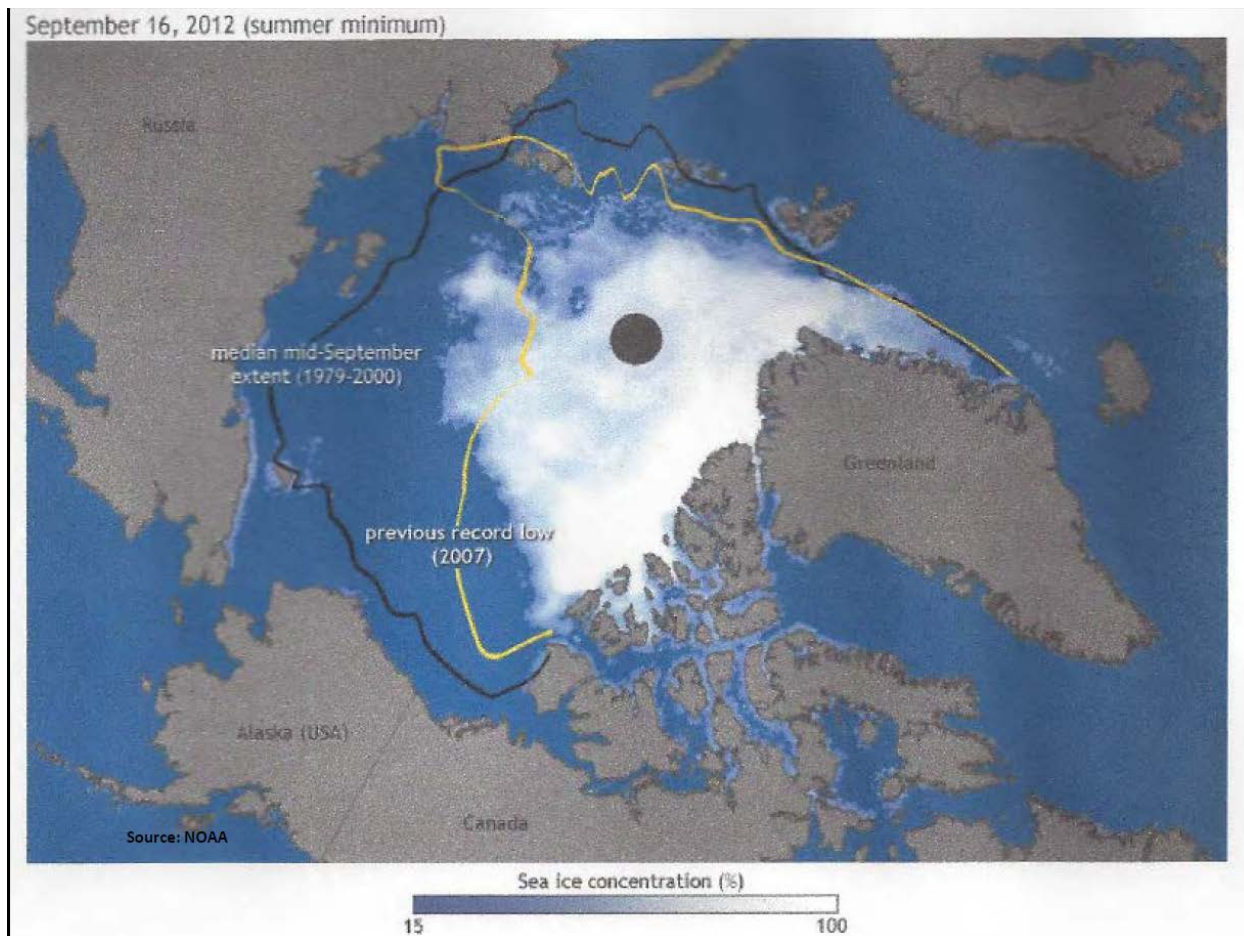 September 16, 2012 (summer minimum)
Russia
median mid-September
extent (1979-2000)
Greenland
previous record low
(2007)
Alaska (USA)
Canada
Source: NOAA
Sea ice concentration (%)
15
100